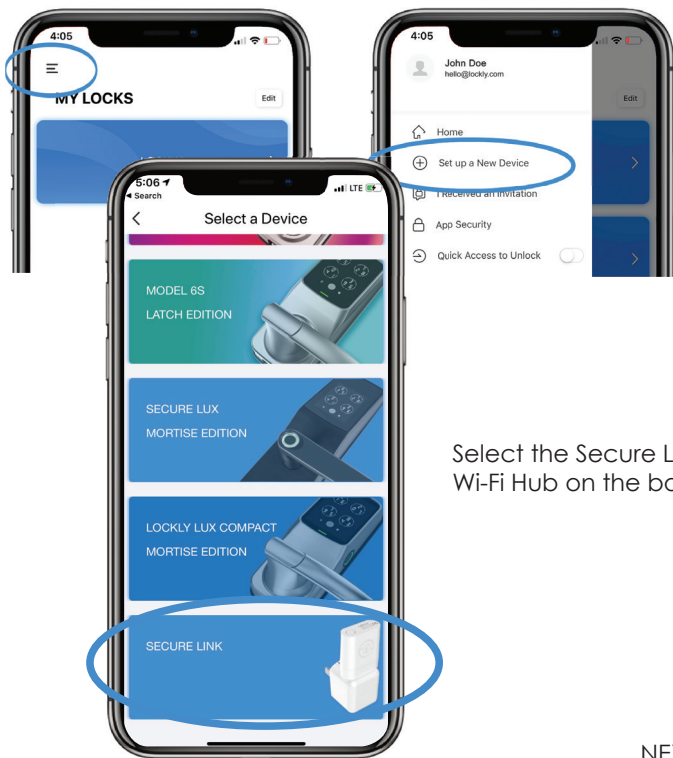 4:05
MY LOCKS
Edit
4:05
John Doe
hello@lockly.com
Edit
Home
Set up a New Device
I Received an Invitation
App Security
Quick Access to Unlock
5:06
Search
LTE
Select a Device
MODEL 6S
LATCH EDITION
SECURE LUX
MORTISE EDITION
LOCKLY LUX COMPACT
MORTISE EDITION
SECURE LINK
Select the Secure L
Wi-Fi Hub on the bo
NE